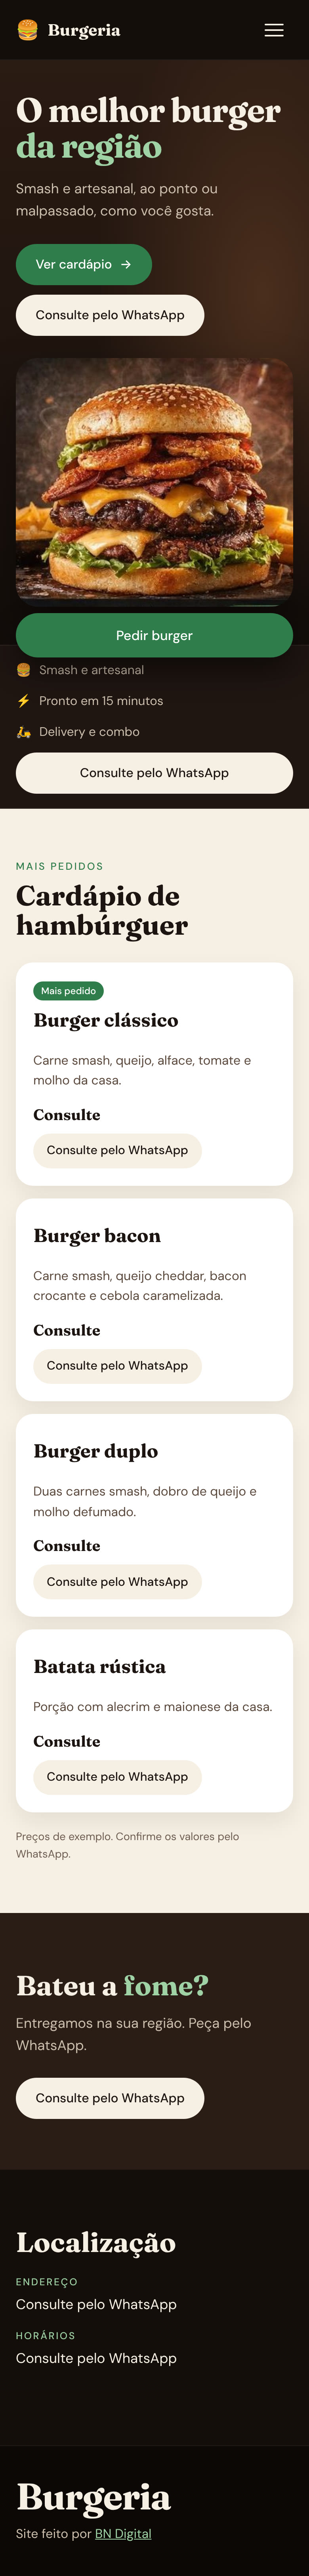 Burgeria
O melhor burger
da região
Smash e artesanal, ao ponto ou
malpassado, como você gosta.
Ver cardápio →
Consulte pelo WhatsApp
Pedir burger
Smash e artesanal
Pronto em 15 minutos
Delivery e combo
Consulte pelo WhatsApp
MAIS PEDIDOS
Cardápio de
hambúrguer
Mais pedido
Burger clássico
Carne smash, queijo, alface, tomate e
molho da casa.
Consulte
Consulte pelo WhatsApp
Burger bacon
Carne smash, queijo cheddar, bacon
crocante e cebola caramelizada.
Consulte
Consulte pelo WhatsApp
Burger duplo
Duas carnes smash, dobro de queijo e
molho defumado.
Consulte
Consulte pelo WhatsApp
Batata rústica
Porção com alecrim e maionese da casa.
Consulte
Consulte pelo WhatsApp
Preços de exemplo. Confirme os valores pelo
WhatsApp.
Bateu a fome?
Entregamos na sua região. Peça pelo
WhatsApp.
Consulte pelo WhatsApp
Localização
ENDEREÇO
Consulte pelo WhatsApp
HORÁRIOS
Consulte pelo WhatsApp
Burgeria
Site feito por BN Digital